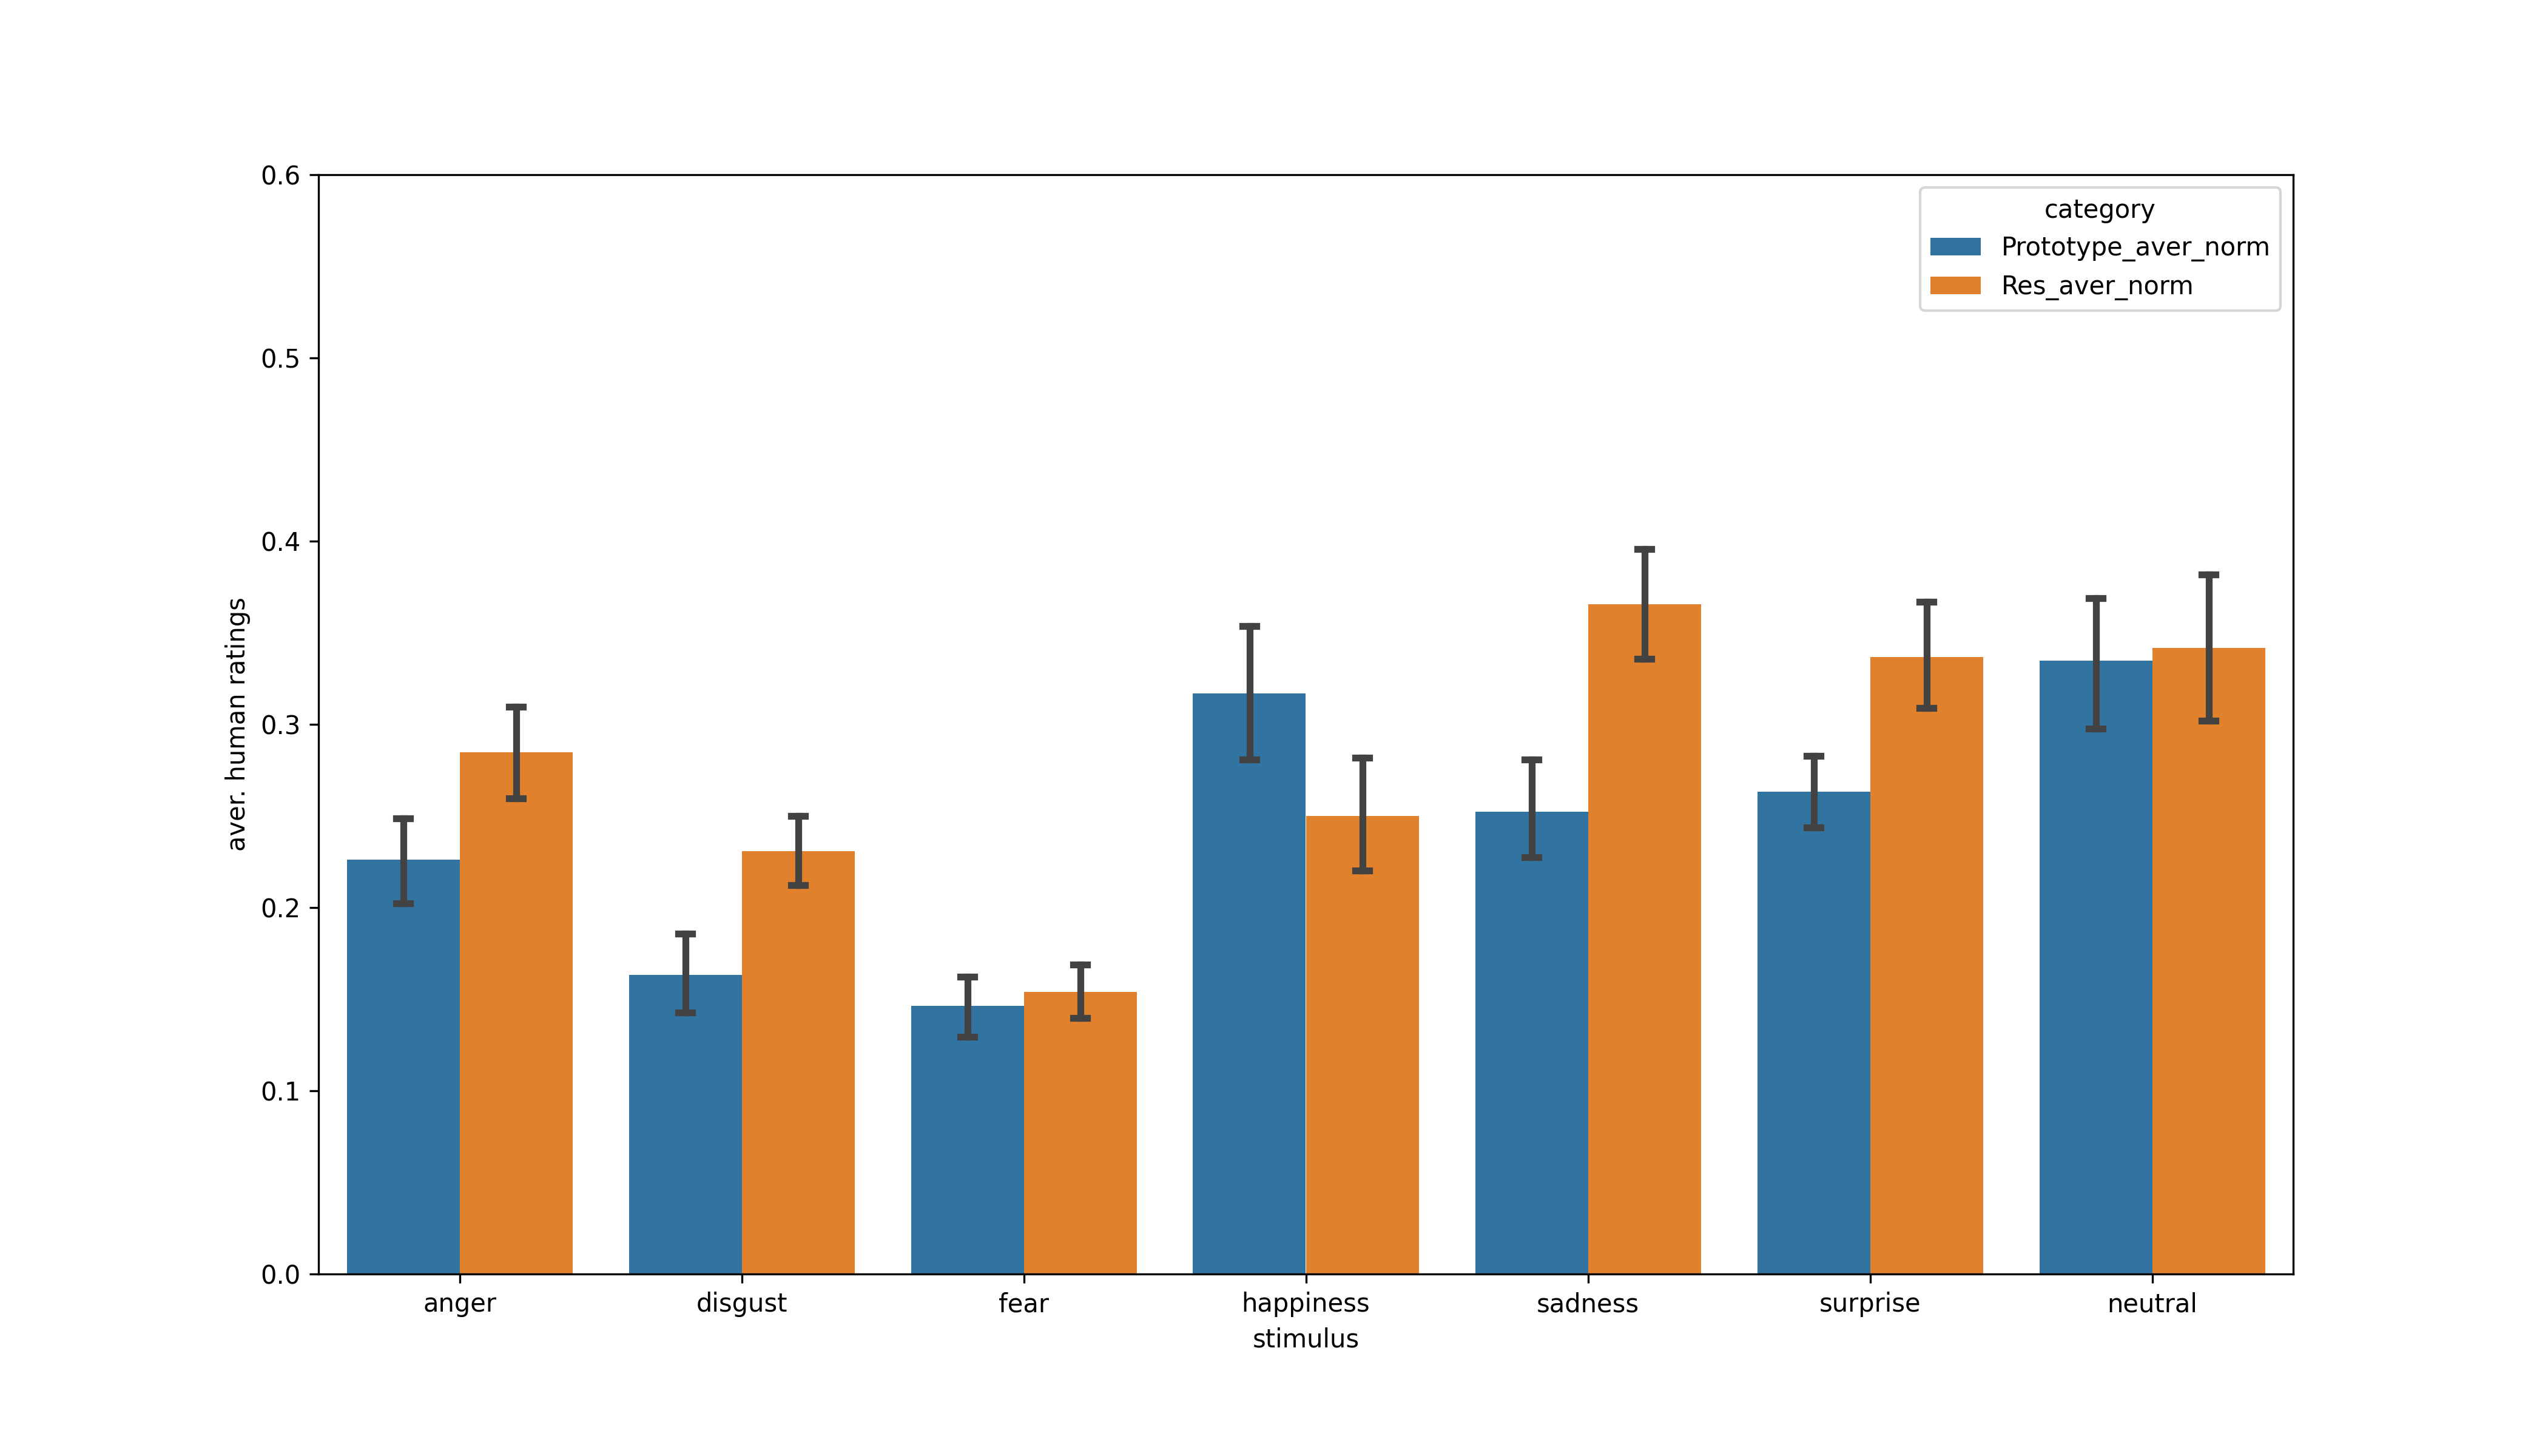 category
Prototype_aver_norm
Res_aver_norm
aver. human ratings
0.6
0.5
0.4
0.3
0.2
0.1
0.0
anger disgust fear happiness sadness surprise neutral
stimulus